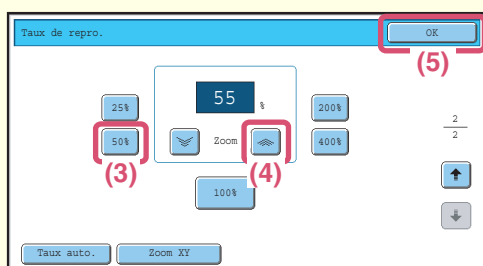 Taux de repro.
OK
(5)
55 %
25%
200%
50%
Zoom
400%
(3)
(4)
100%
2
2
Taux auto.
Zoom XY